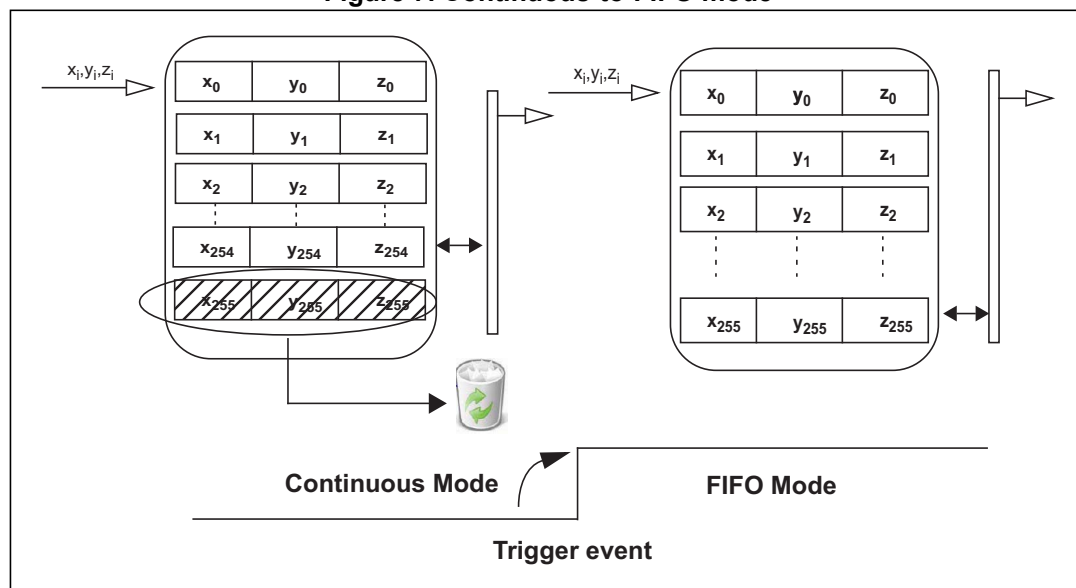 Figure Continuous-to-FIFO mode
xᵢ,yᵢ,zᵢ
x₀ y₀ z₀
x₁ y₁ z₁
x₂ y₂ z₂
x₂₅₄ y₂₅₄ z₂₅₄
x₂₅₅ y₂₅₅ z₂₅₅
xᵢ,yᵢ,zᵢ
x₀ y₀ z₀
x₁ y₁ z₁
x₂ y₂ z₂
x₂₅₅ y₂₅₅ z₂₅₅
Continuous Mode
FIFO Mode
Trigger event